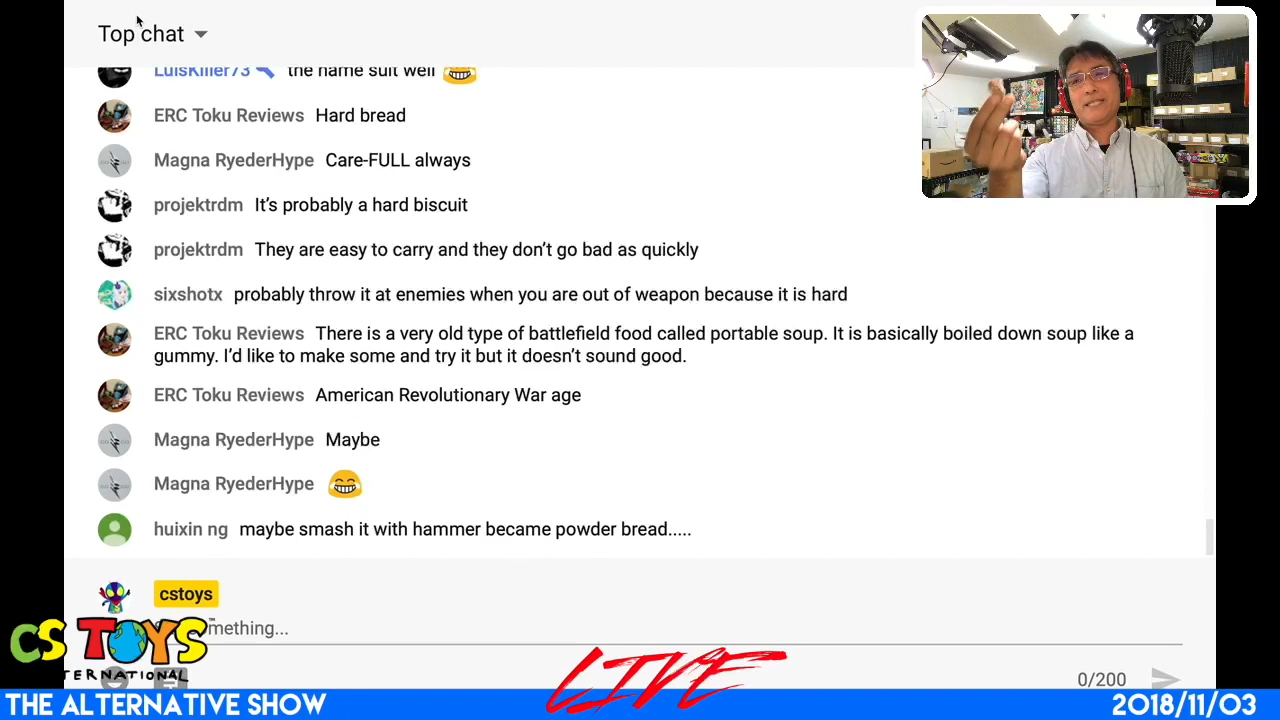 Top chat
LuisKiller73 the name suit well 😂
ERC Toku Reviews Hard bread
Magna RyederHype Care-FULL always
projektrdm It’s probably a hard biscuit
projektrdm They are easy to carry and they don’t go bad as quickly
sixshotx probably throw it at enemies when you are out of weapon because it is hard
ERC Toku Reviews There is a very old type of battlefield food called portable soup. It is basically boiled down soup like a
gummy. I’d like to make some and try it but it doesn’t sound good.
ERC Toku Reviews American Revolutionary War age
Magna RyederHype Maybe
Magna RyederHype 😂
huixin ng maybe smash it with hammer became powder bread.....
cstoys
mething...
CS TOYS
TERNATIONAL
LIVE
0/200
THE ALTERNATIVE SHOW
2018/11/03